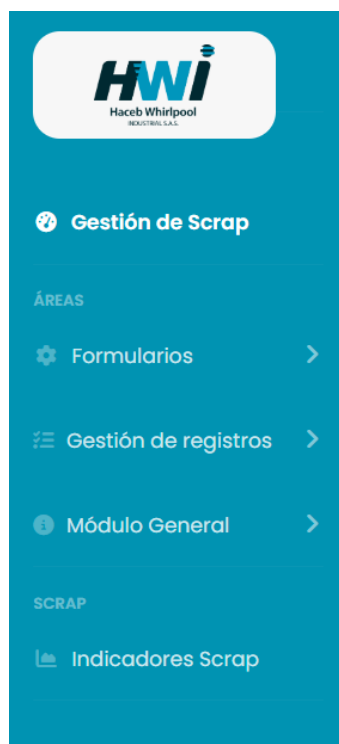 HWI
Haceb Whirlpool
INDUSTRIAL S.A.S.
Gestión de Scrap
ÁREAS
Formularios
Gestión de registros
Módulo General
SCRAP
Indicadores Scrap